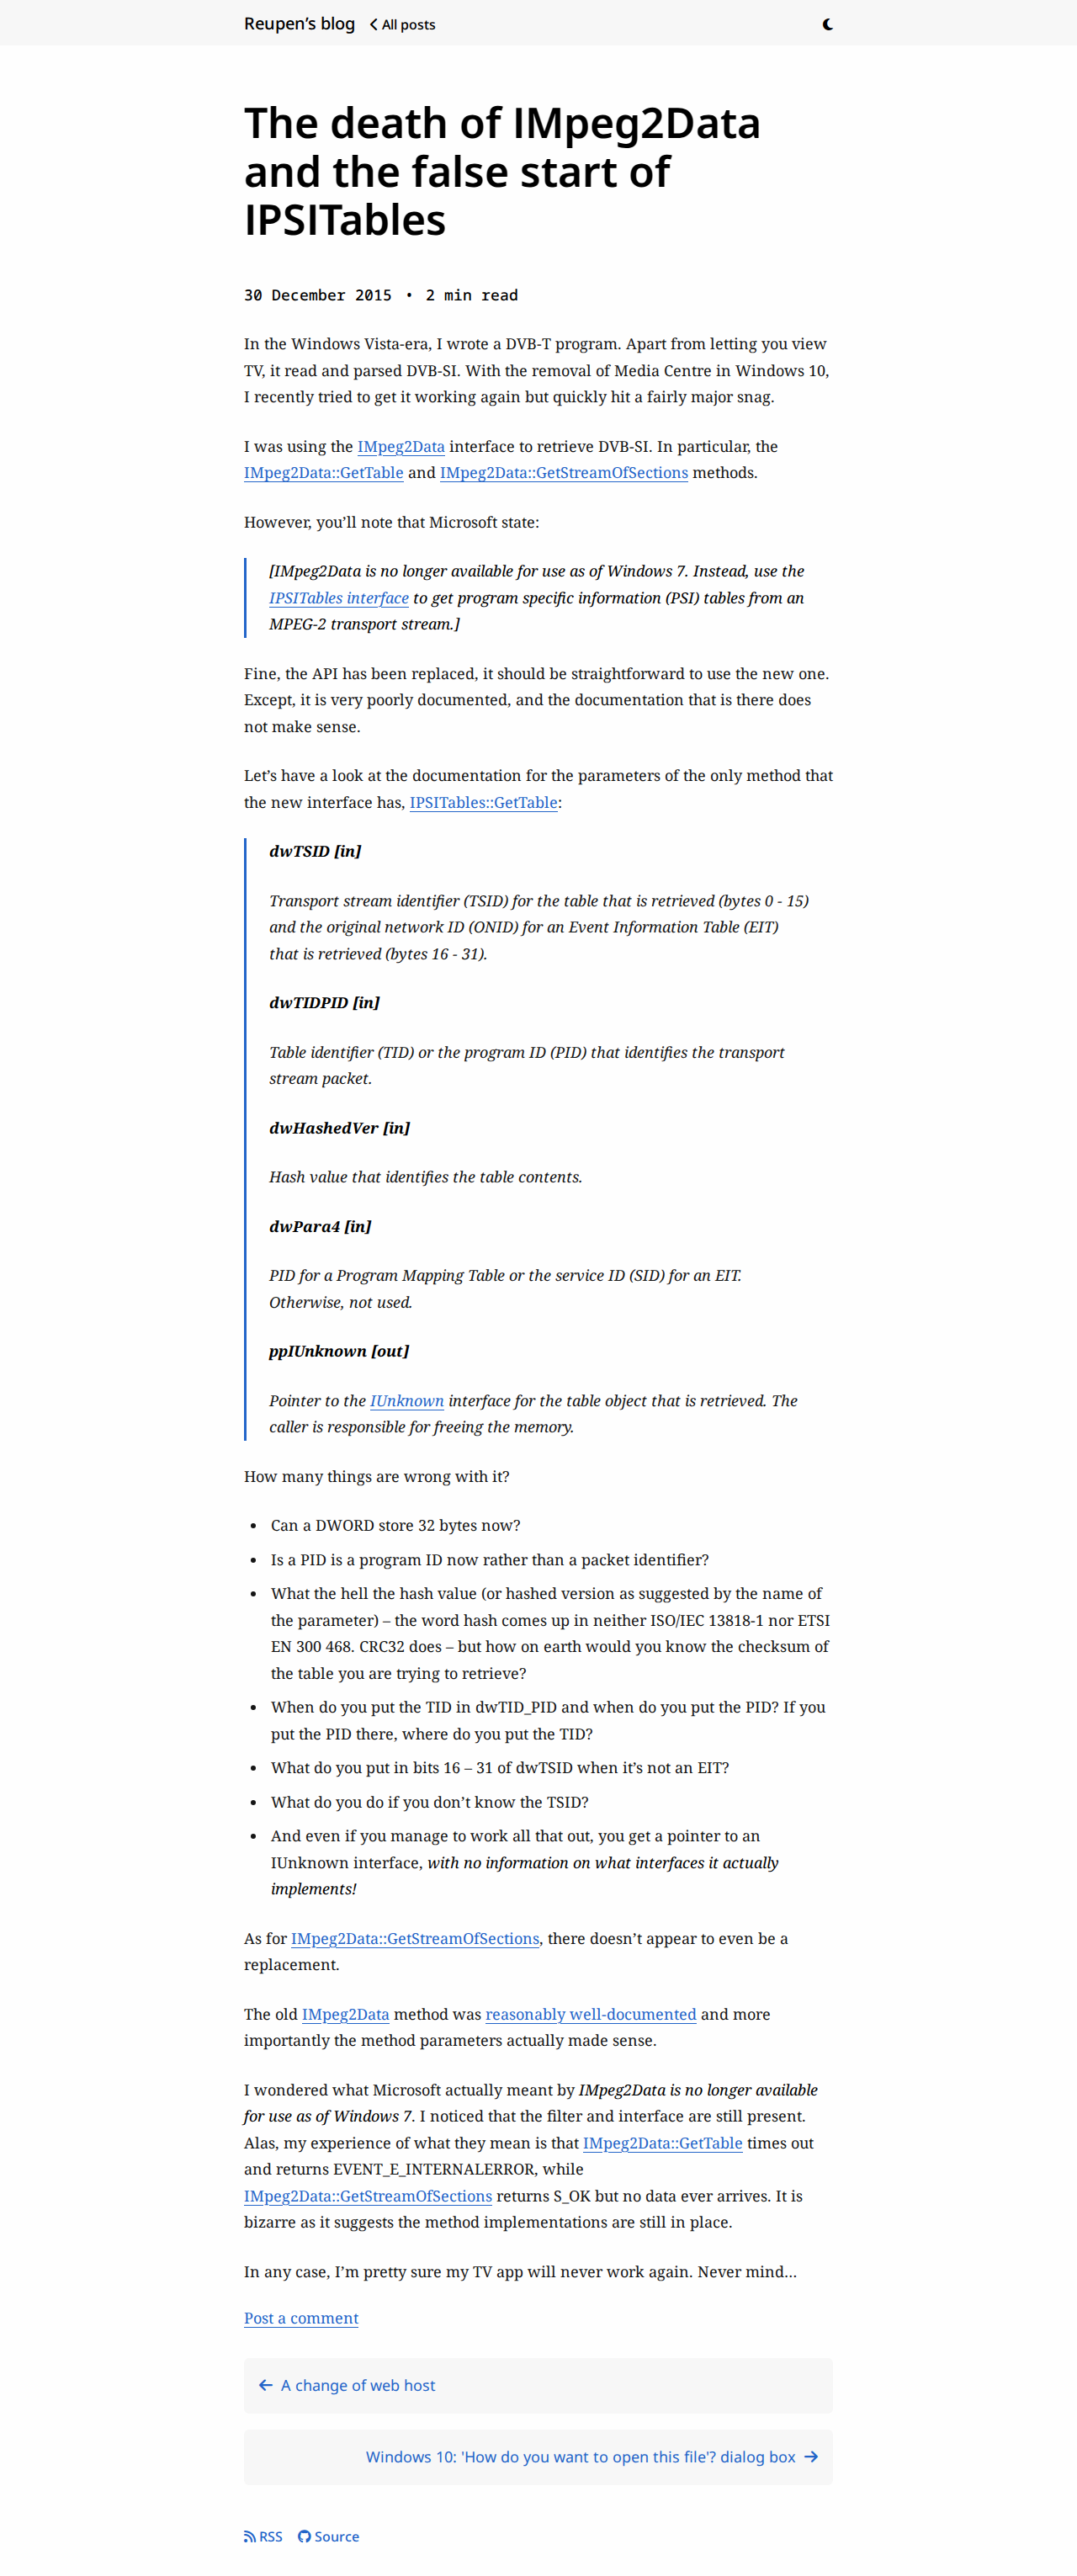 Reupen’s blog All posts
The death of IMpeg2Data
and the false start of
IPSITables
30 December 2015 • 2 min read
In the Windows Vista-era, I wrote a DVB-T program. Apart from letting you view
TV, it read and parsed DVB-SI. With the removal of Media Centre in Windows 10,
I recently tried to get it working again but quickly hit a fairly major snag.
I was using the IMpeg2Data interface to retrieve DVB-SI. In particular, the
IMpeg2Data::GetTable and IMpeg2Data::GetStreamOfSections methods.
However, you’ll note that Microsoft state:
[IMpeg2Data is no longer available for use as of Windows 7. Instead, use the
IPSITables interface to get program specific information (PSI) tables from an
MPEG-2 transport stream.]
Fine, the API has been replaced, it should be straightforward to use the new one.
Except, it is very poorly documented, and the documentation that is there does
not make sense.
Let’s have a look at the documentation for the parameters of the only method that
the new interface has, IPSITables::GetTable:
dwTSID [in]
Transport stream identifier (TSID) for the table that is retrieved (bytes 0 - 15)
and the original network ID (ONID) for an Event Information Table (EIT)
that is retrieved (bytes 16 - 31).
dwTIDPID [in]
Table identifier (TID) or the program ID (PID) that identifies the transport
stream packet.
dwHashedVer [in]
Hash value that identifies the table contents.
dwPara4 [in]
PID for a Program Mapping Table or the service ID (SID) for an EIT.
Otherwise, not used.
ppIUnknown [out]
Pointer to the IUnknown interface for the table object that is retrieved. The
caller is responsible for freeing the memory.
How many things are wrong with it?
• Can a DWORD store 32 bytes now?
• Is a PID is a program ID now rather than a packet identifier?
• What the hell the hash value (or hashed version as suggested by the name of
the parameter) – the word hash comes up in neither ISO/IEC 13818-1 nor ETSI
EN 300 468. CRC32 does – but how on earth would you know the checksum of
the table you are trying to retrieve?
• When do you put the TID in dwTID_PID and when do you put the PID? If you
put the PID there, where do you put the TID?
• What do you put in bits 16 – 31 of dwTSID when it’s not an EIT?
• What do you do if you don’t know the TSID?
• And even if you manage to work all that out, you get a pointer to an
IUnknown interface, with no information on what interfaces it actually
implements!
As for IMpeg2Data::GetStreamOfSections, there doesn’t appear to even be a
replacement.
The old IMpeg2Data method was reasonably well-documented and more
importantly the method parameters actually made sense.
I wondered what Microsoft actually meant by IMpeg2Data is no longer available
for use as of Windows 7. I noticed that the filter and interface are still present.
Alas, my experience of what they mean is that IMpeg2Data::GetTable times out
and returns EVENT_E_INTERNALERROR, while
IMpeg2Data::GetStreamOfSections returns S_OK but no data ever arrives. It is
bizarre as it suggests the method implementations are still in place.
In any case, I’m pretty sure my TV app will never work again. Never mind…
Post a comment
← A change of web host
Windows 10: 'How do you want to open this file'? dialog box →
RSS Source